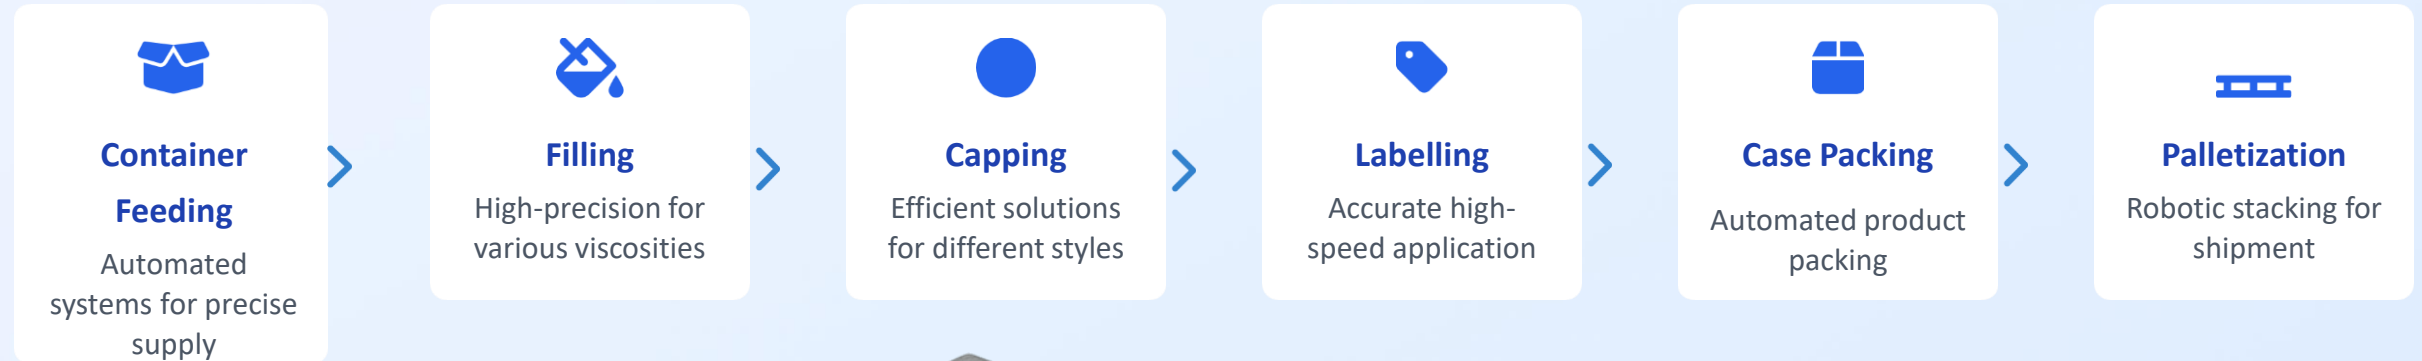 Container
Feeding
Automated
systems for precise
supply
Filling
High-precision for
various viscosities
Capping
Efficient solutions
for different styles
Labelling
Accurate high-
speed application
Case Packing
Automated product
packing
Palletization
Robotic stacking for
shipment